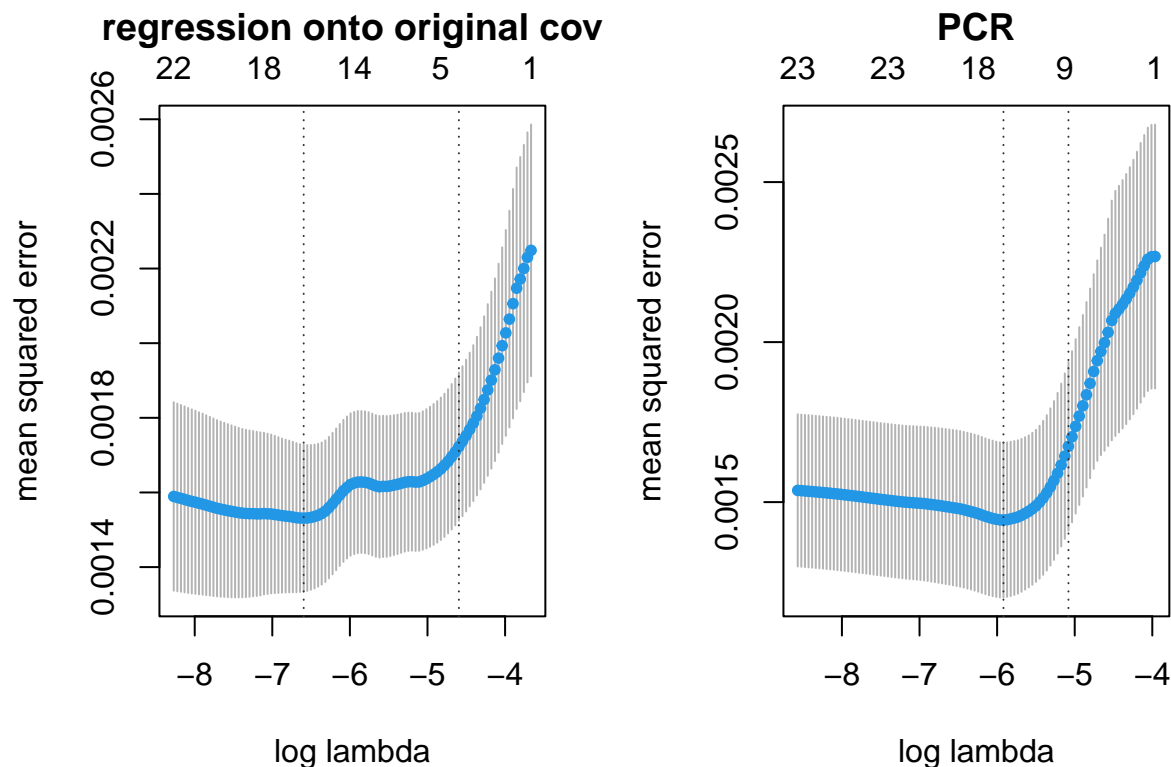 regression onto original cov
22 18 14 5 1
mean squared error
0.0014 0.0018 0.0022 0.0026
−8 −7 −6 −5 −4
log lambda
PCR
23 23 18 9 1
mean squared error
0.0015 0.0020 0.0025
−8 −7 −6 −5 −4
log lambda